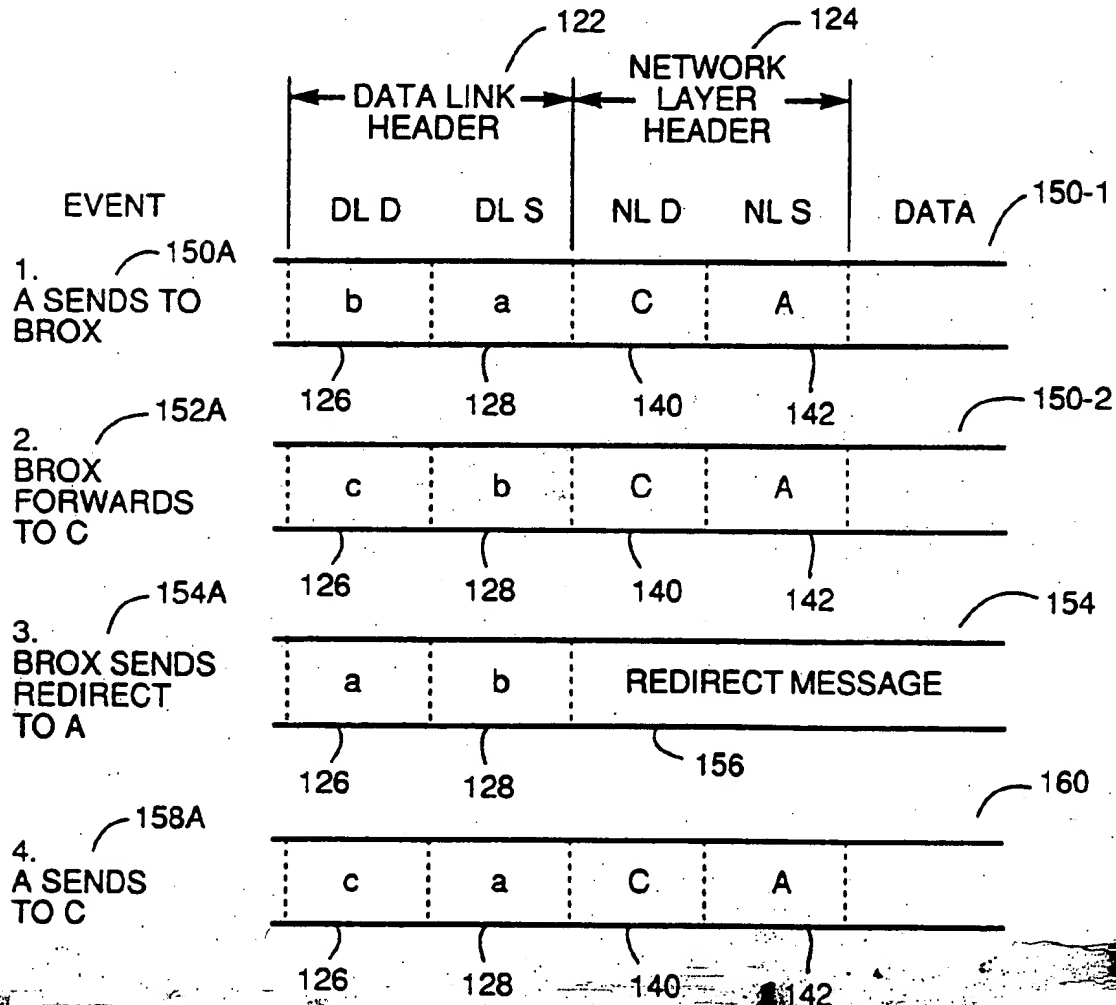 122
124
DATA LINK HEADER
NETWORK LAYER HEADER
EVENT
DL D DL S NL D NL S DATA
150-1
150A
1.
A SENDS TO
BROX
b a C A
126 128 140 142
150-2
152A
2.
BROX
FORWARDS
TO C
c b C A
126 128 140 142
154A
154
3.
BROX SENDS
REDIRECT
TO A
a b REDIRECT MESSAGE
126 128 156
160
158A
4.
A SENDS
TO C
c a C A
126 128 140 142